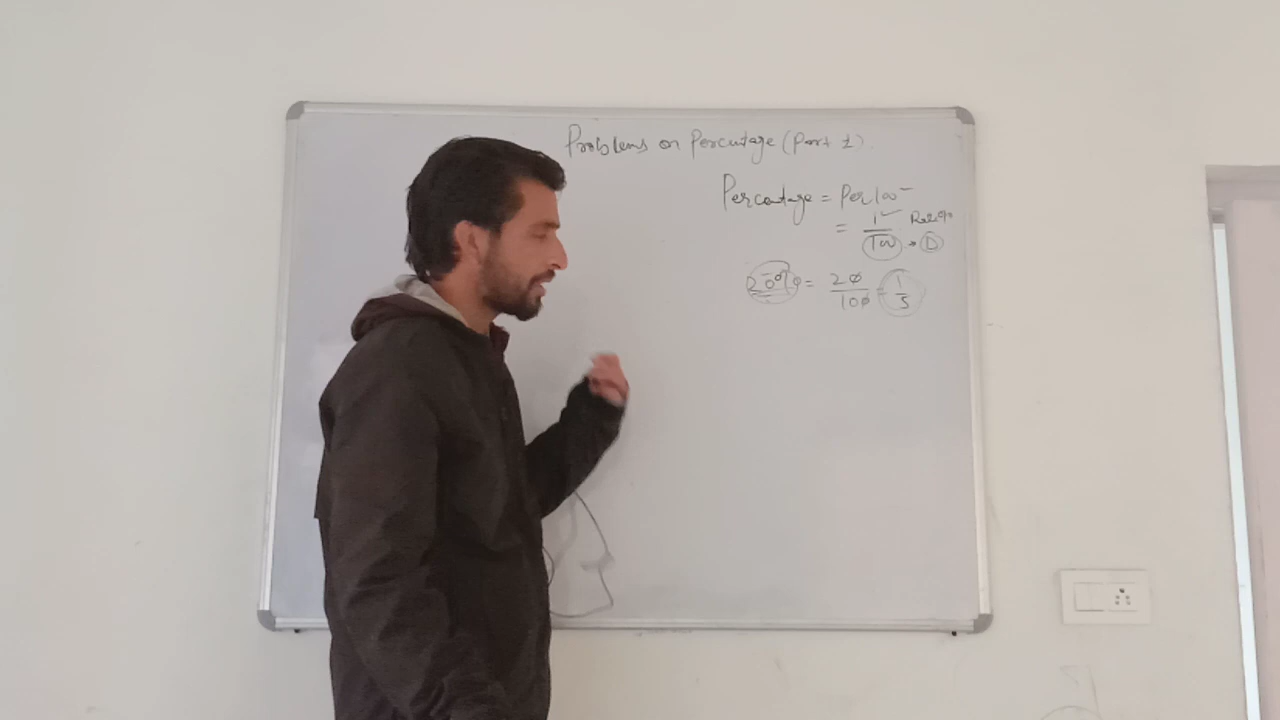 Problems on Percentage (Part 1)
Percentage = Per 100
= 1/100 → D Ratio
20% = 20/100 = 1/5